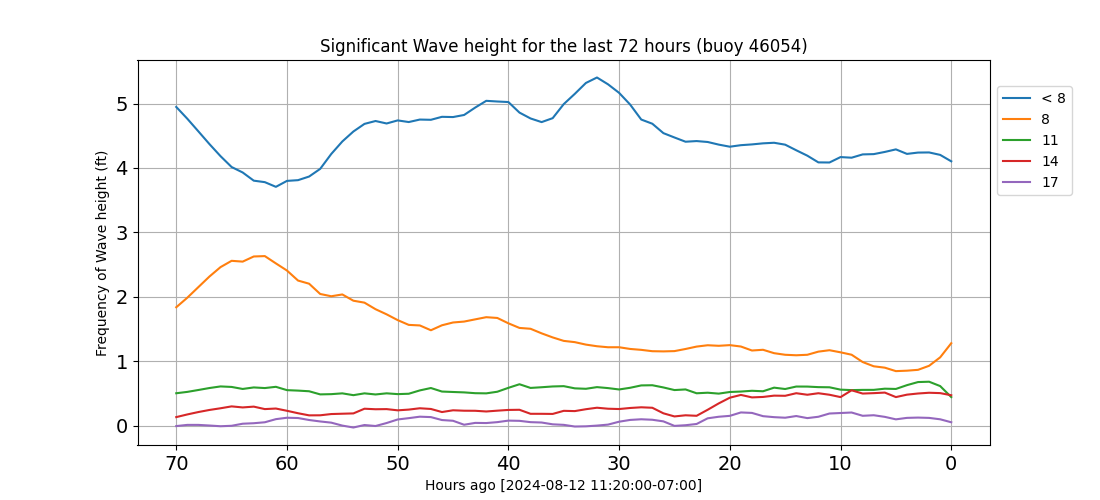 Significant Wave height for the last 72 hours (buoy 46054)
Frequency of Wave height (ft)
5
4
3
2
1
0
70 60 50 40 30 20 10 0
Hours ago [2024-08-12 11:20:00-07:00]
< 8
8
11
14
17